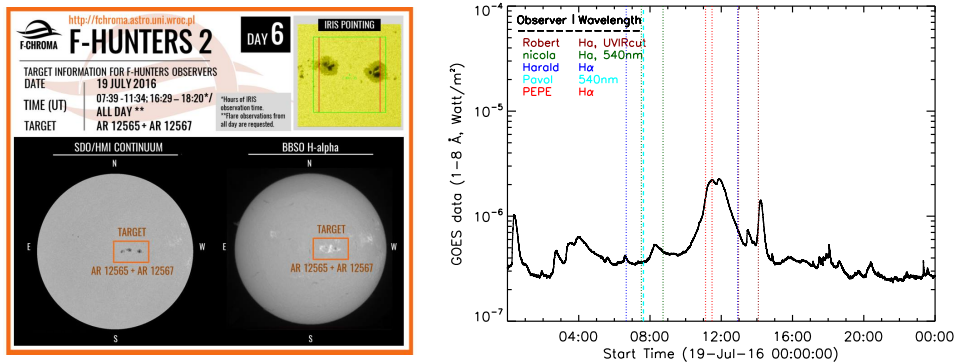 http://fchroma.astro.uni.wroc.pl
F-CHROMA
F-HUNTERS 2
DAY 6
IRIS POINTING
TARGET INFORMATION FOR F-HUNTERS OBSERVERS
DATE 19 JULY 2016
TIME (UT) 07:39 -11:34; 16:29 – 18:20*/
ALL DAY **
TARGET AR 12565 + AR 12567
*Hours of IRIS
observation time.
**Flare observations from
all day are requested.
SDO/HMI CONTINUUM
BBSO H-alpha
N
N
TARGET
TARGET
E
W
E
W
AR 12565 + AR 12567
AR 12565 + AR 12567
S
S
GOES data (1-8 Å, Watt/m²)
10⁻⁴
10⁻⁵
10⁻⁶
10⁻⁷
Observer | Wavelength
Robert Ha, UVIRcut
nicola Ha, 540nm
Harald Hα
Paval 540nm
PEPE Hα
04:00 08:00 12:00 16:00 20:00 00:00
Start Time (19-Jul-16 00:00:00)